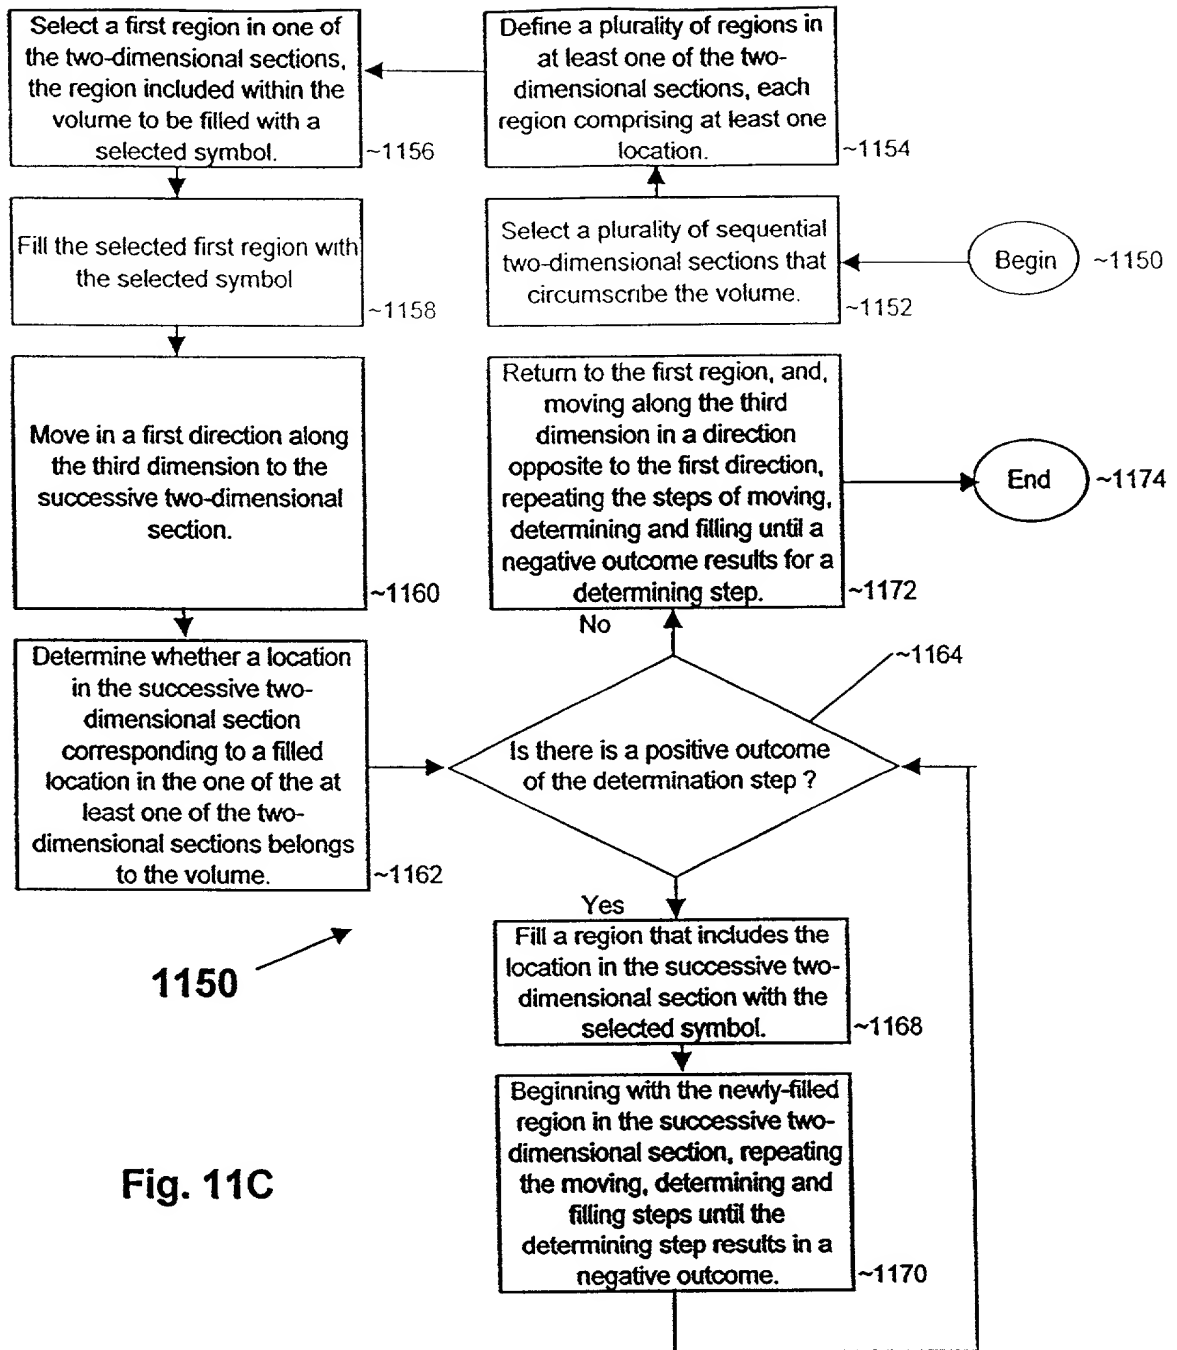 Select a first region in one of
the two-dimensional sections,
the region included within the
volume to be filled with a
selected symbol.
~1156
Define a plurality of regions in
at least one of the two-
dimensional sections, each
region comprising at least one
location.
~1154
Fill the selected first region with
the selected symbol
~1158
Select a plurality of sequential
two-dimensional sections that
circumscribe the volume.
~1152
Begin
~1150
Move in a first direction along
the third dimension to the
successive two-dimensional
section.
~1160
Return to the first region, and,
moving along the third
dimension in a direction
opposite to the first direction,
repeating the steps of moving,
determining and filling until a
negative outcome results for a
determining step.
~1172
End
~1174
No
Determine whether a location
in the successive two-
dimensional section
corresponding to a filled
location in the one of the at
least one of the two-
dimensional sections belongs
to the volume.
~1162
~1164
Is there is a positive outcome
of the determination step ?
Yes
1150
Fill a region that includes the
location in the successive two-
dimensional section with the
selected symbol.
~1168
Beginning with the newly-filled
region in the successive two-
dimensional section, repeating
the moving, determining and
filling steps until the
determining step results in a
negative outcome.
~1170
Fig. 11C